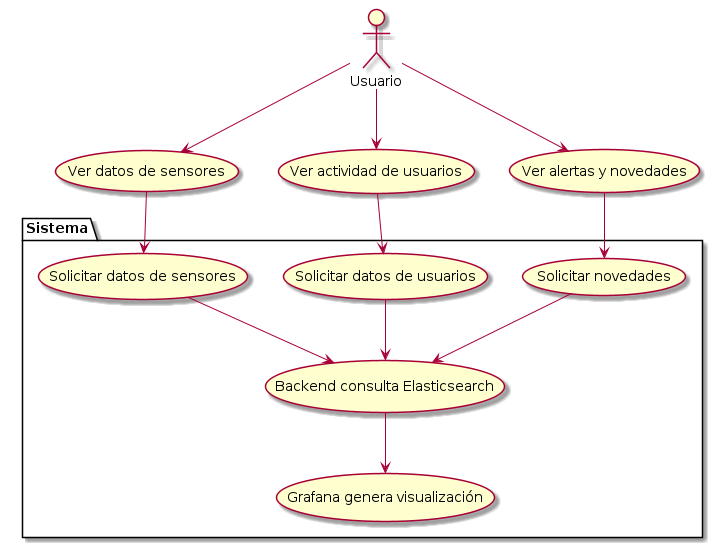 Usuario
Ver datos de sensores
Ver actividad de usuarios
Ver alertas y novedades
Sistema
Solicitar datos de sensores
Solicitar datos de usuarios
Solicitar novedades
Backend consulta Elasticsearch
Grafana genera visualización